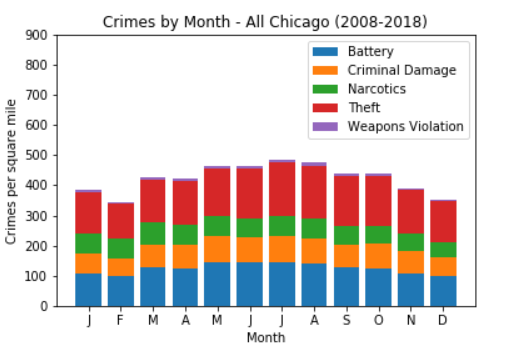 Crimes by Month - All Chicago (2008-2018)
900
800
700
600
500
400
300
200
100
0
Crimes per square mile
Battery
Criminal Damage
Narcotics
Theft
Weapons Violation
J F M A M J J A S O N D
Month